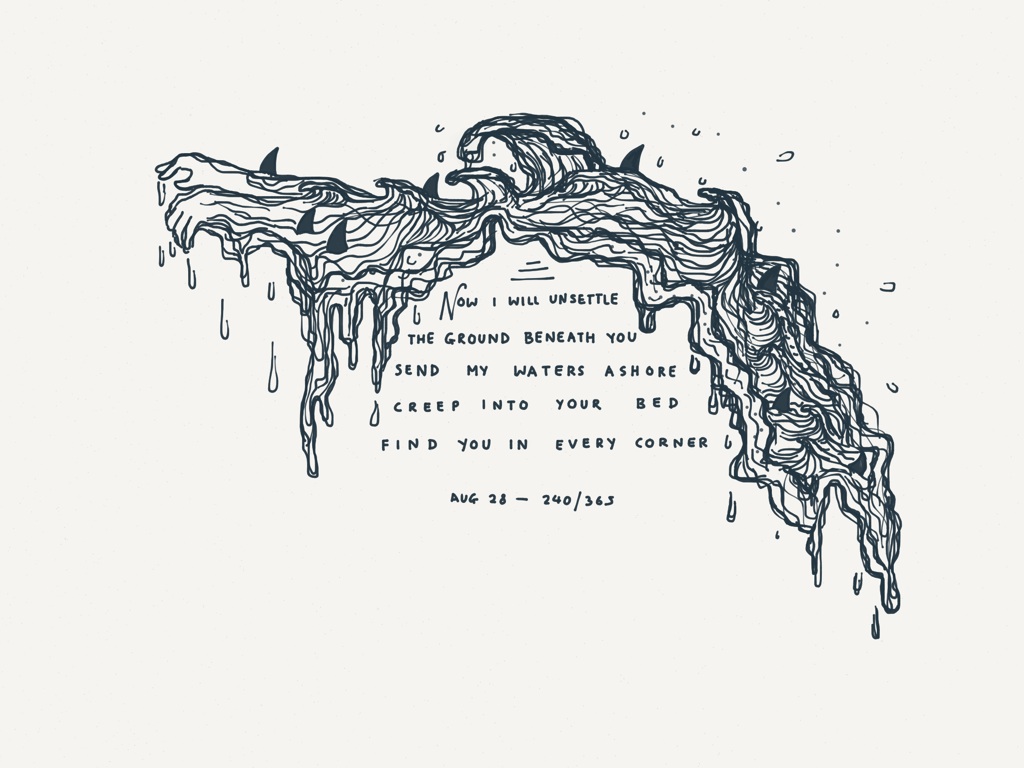 NOW I WILL UNSETTLE
THE GROUND BENEATH YOU
SEND MY WATERS ASHORE
CREEP INTO YOUR BED
FIND YOU IN EVERY CORNER
AUG 28 — 240/365